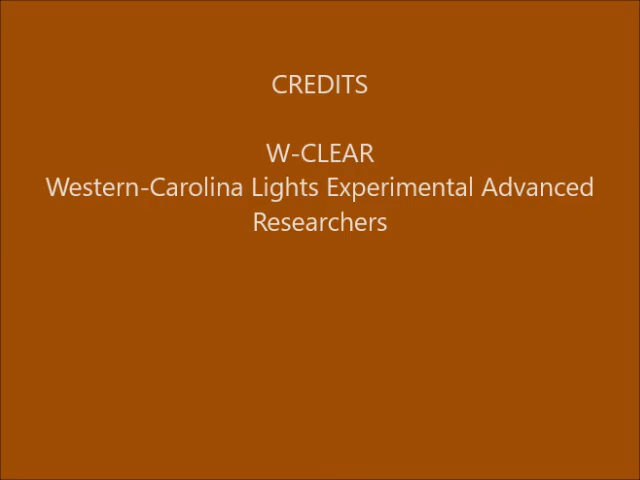 CREDITS
W-CLEAR
Western-Carolina Lights Experimental Advanced
Researchers